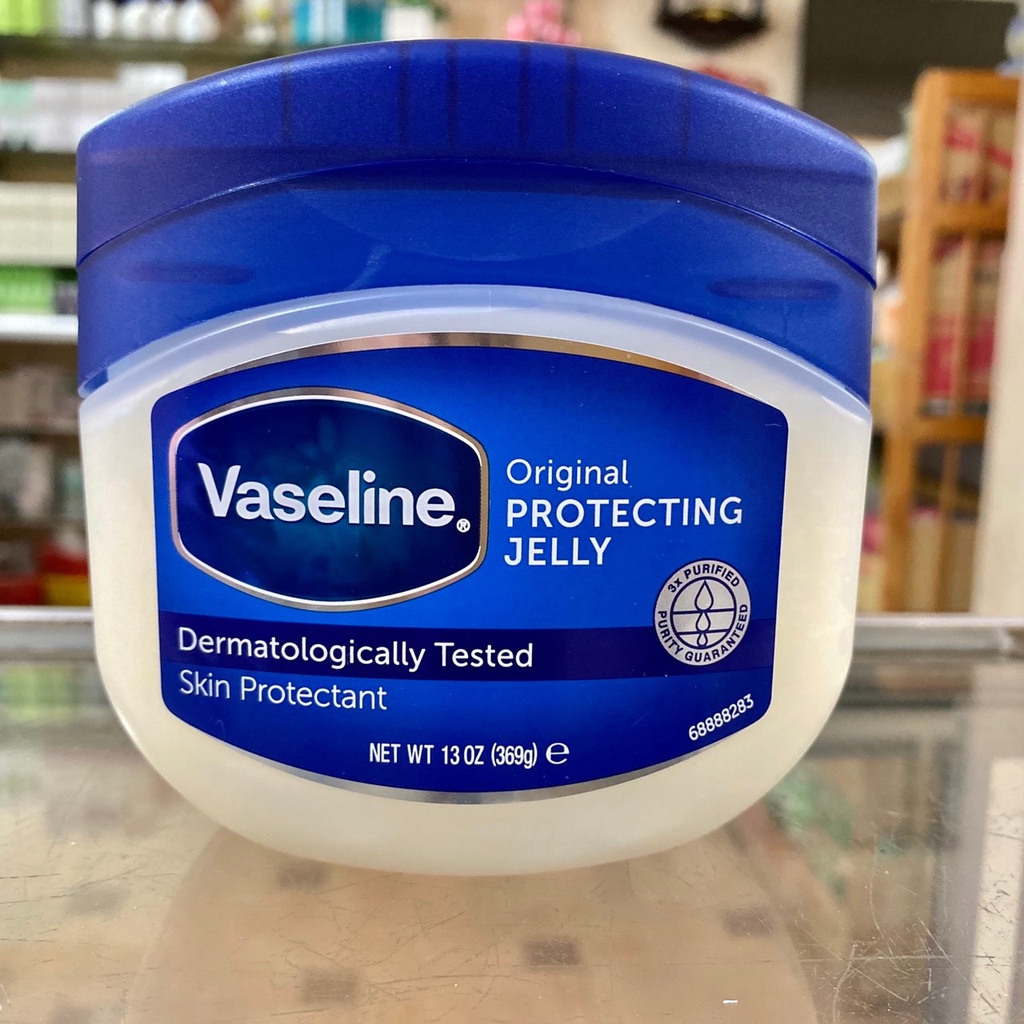 Vaseline®
Original
PROTECTING
JELLY
3x PURIFIED
PURITY GUARANTEED
Dermatologically Tested
Skin Protectant
68888283
NET WT 13 OZ (369g) ℮